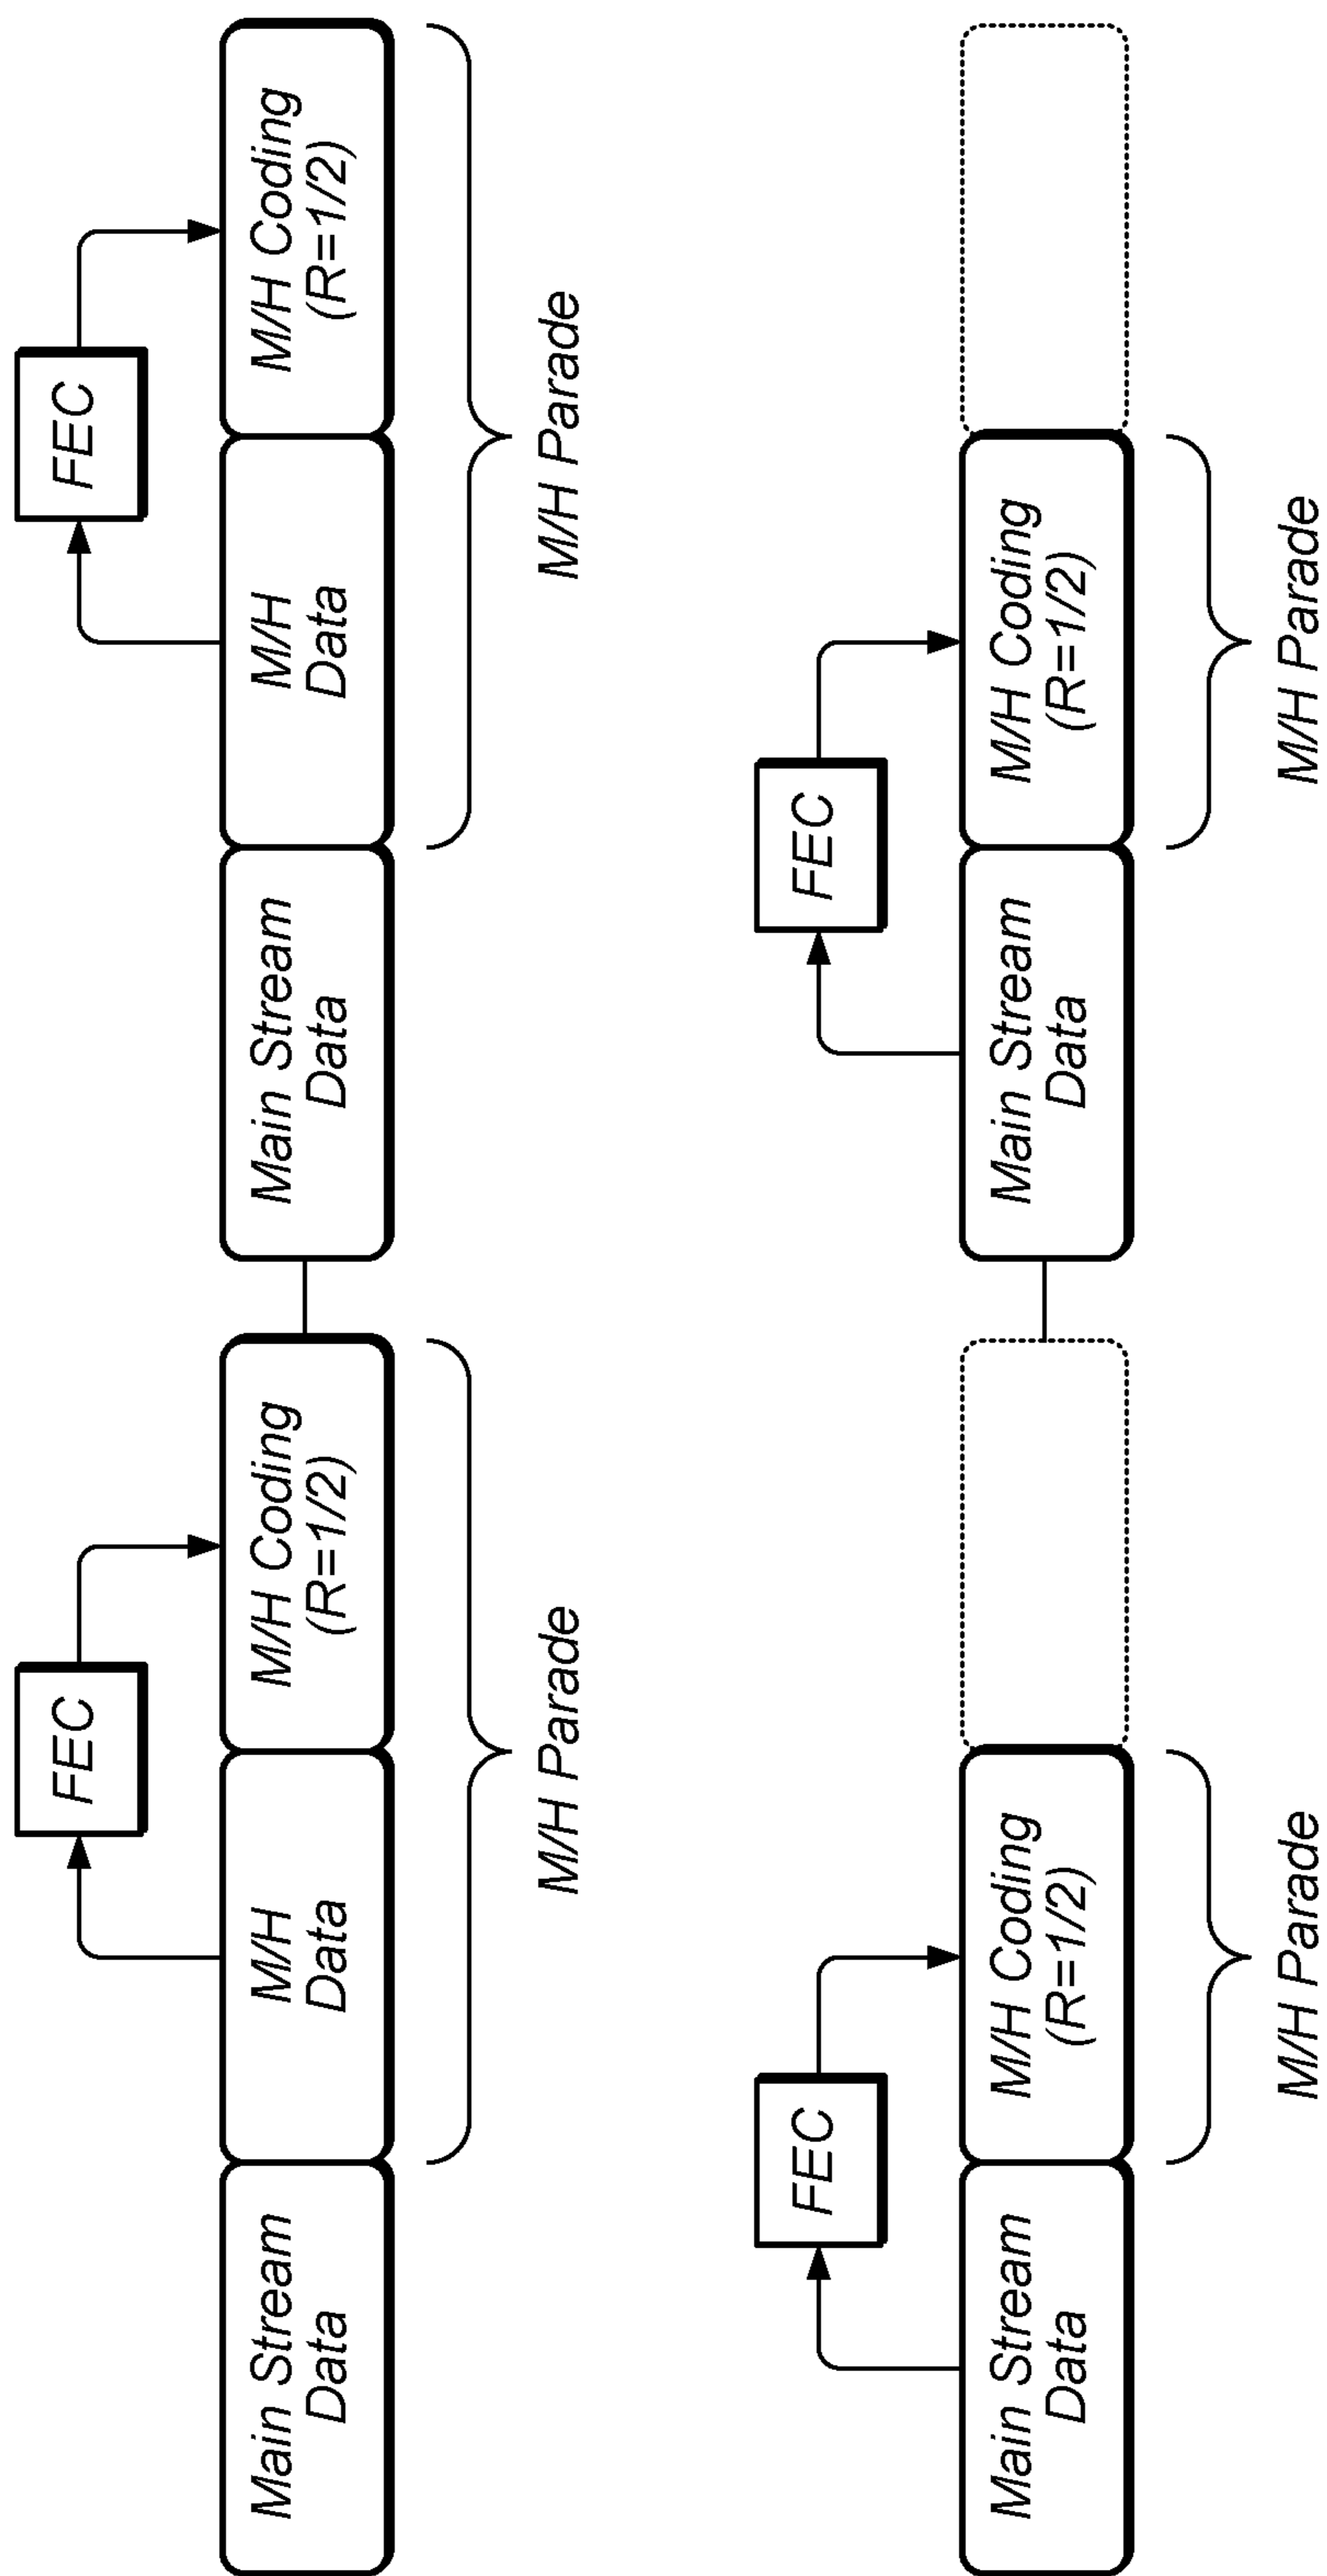 FEC
FEC
Main Stream
Data
M/H
Data
M/H Coding
(R=1/2)
Main Stream
Data
M/H
Data
M/H Coding
(R=1/2)
M/H Parade
M/H Parade
FEC
FEC
Main Stream
Data
M/H Coding
(R=1/2)
Main Stream
Data
M/H Coding
(R=1/2)
M/H Parade
M/H Parade